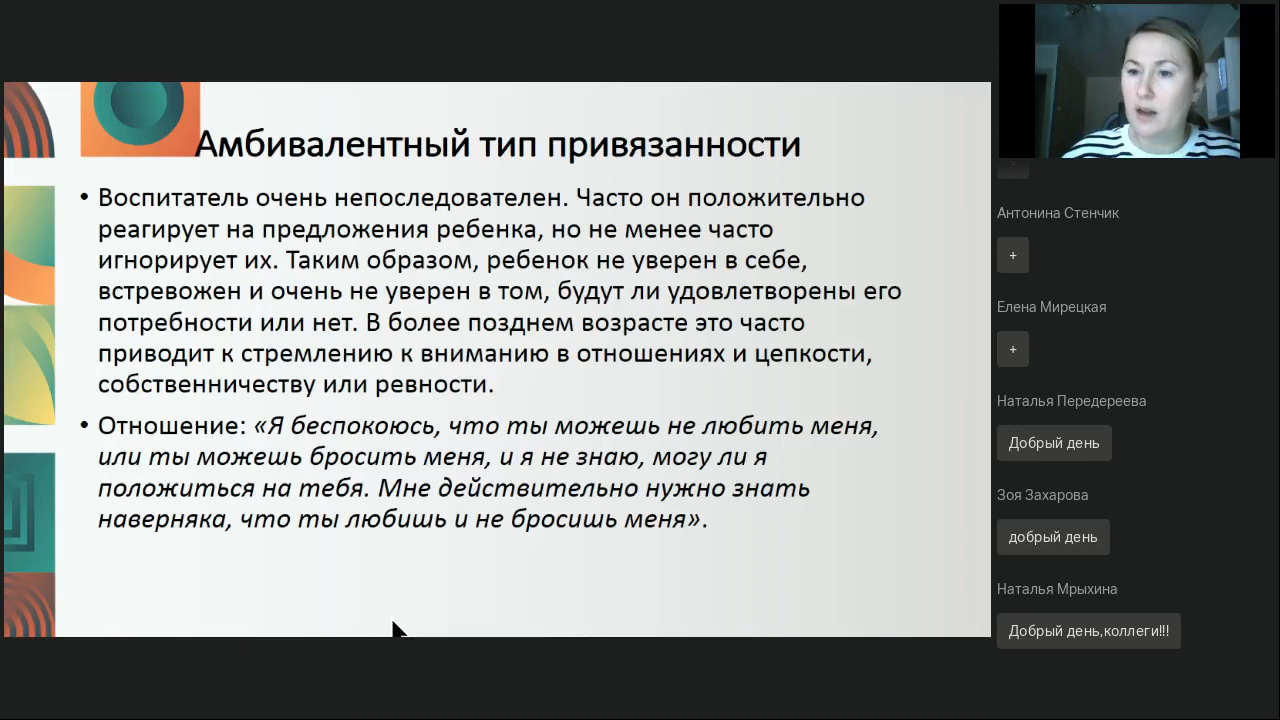 Амбивалентный тип привязанности
• Воспитатель очень непоследователен. Часто он положительно
реагирует на предложения ребенка, но не менее часто
игнорирует их. Таким образом, ребенок не уверен в себе,
встревожен и очень не уверен в том, будут ли удовлетворены его
потребности или нет. В более позднем возрасте это часто
приводит к стремлению к вниманию в отношениях и цепкости,
собственничеству или ревности.
• Отношение: «Я беспокоюсь, что ты можешь не любить меня,
или ты можешь бросить меня, и я не знаю, могу ли я
положиться на тебя. Мне действительно нужно знать
наверняка, что ты любишь и не бросишь меня».
Антонина Стенчик
+
Елена Мирецкая
+
Наталья Передереева
Добрый день
Зоя Захарова
добрый день
Наталья Мрыхина
Добрый день,коллеги!!!